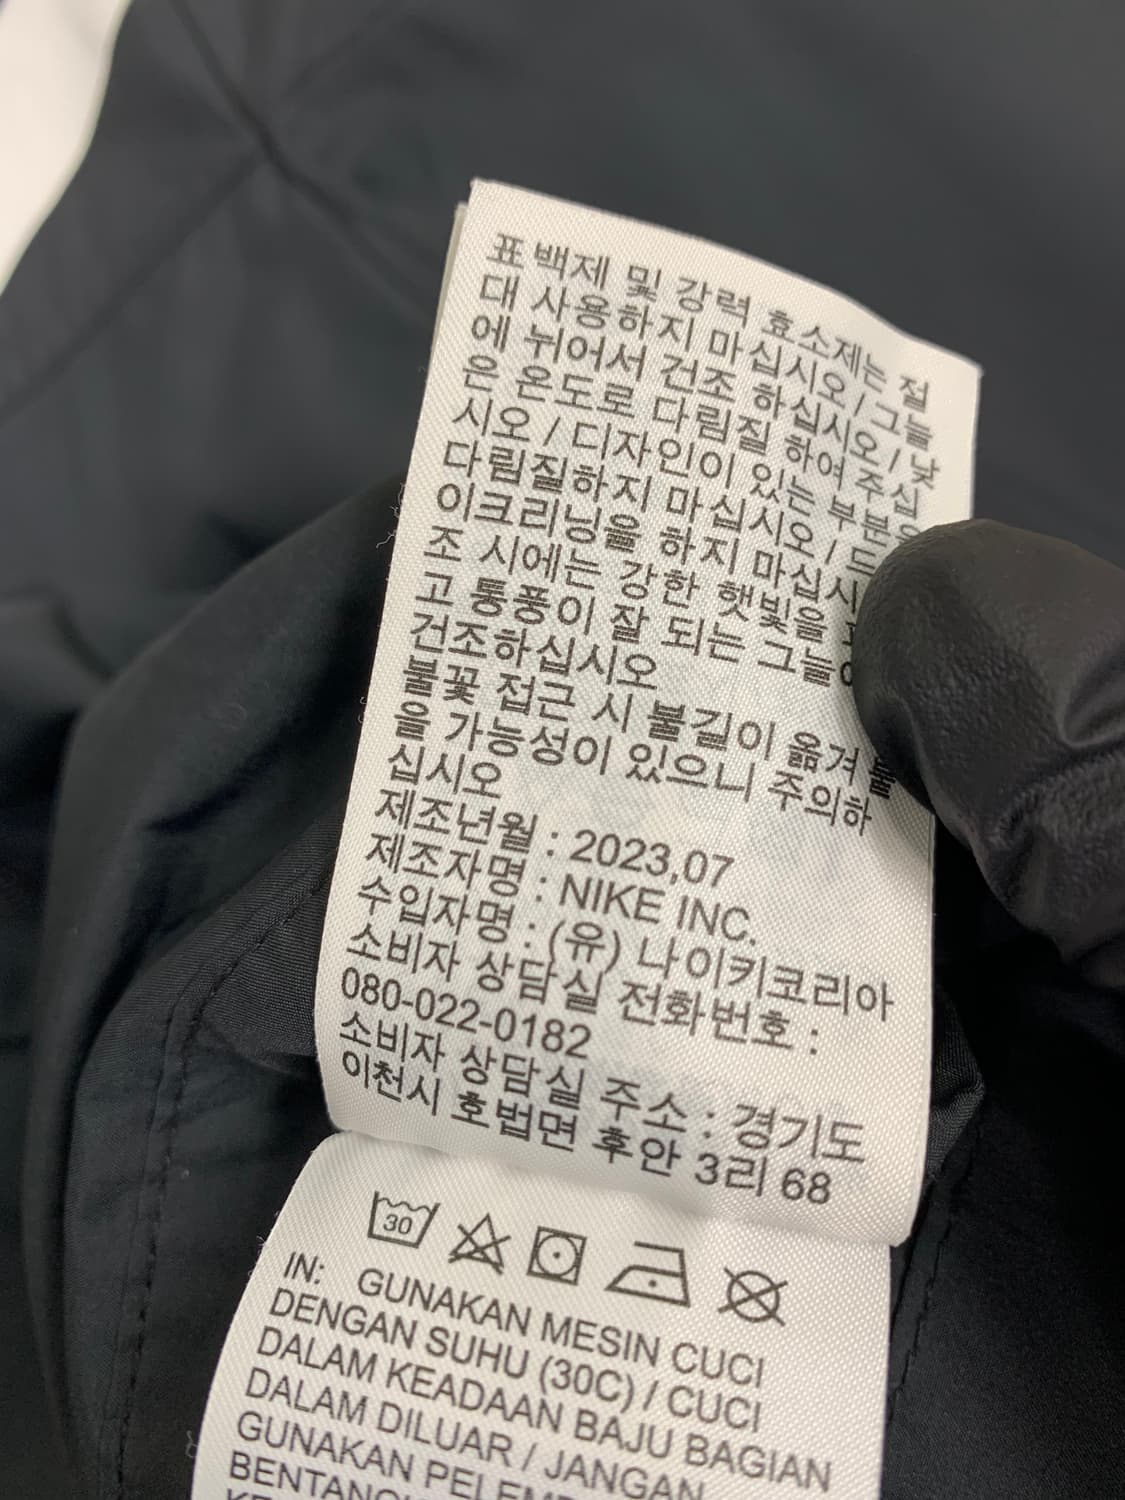 표백제 및 강력 효소제는 절
대 사용하지 마십시오 / 그늘
에 뉘어서 건조 하십시오 / 낮
은 온도로 다림질 하여 주십
시오 / 디자인이 있는 부분은
다림질하지 마십시오 / 드
이크리닝을 하지 마십시
조 시에는 강한 햇빛을
고 통풍이 잘 되는 그늘
건조하십시오
불꽃 접근 시 불길이 옮겨
을 가능성이 있으니 주의하
십시오
제조년월 : 2023,07
제조자명 : NIKE INC.
수입자명 : (유) 나이키코리아
소비자 상담실 전화번호 :
080-022-0182
소비자 상담실 주소 : 경기도
이천시 호법면 후안 3리 68
30
IN: GUNAKAN MESIN CUCI
DENGAN SUHU (30C) / CUCI
DALAM KEADAAN BAJU BAGIAN
DALAM DILUAR / JANGAN
GUNAKAN